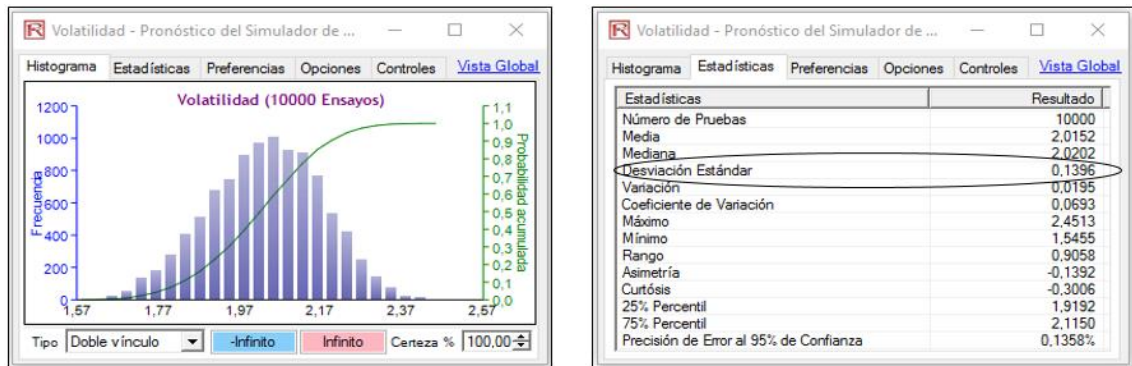 Volatilidad - Pronóstico del Simulador de ...
Histograma Estadísticas Preferencias Opciones Controles Vista Global
Volatilidad (10000 Ensayos)
Frecuencia
1200
1000
800
600
400
200
0
1,57 1,77 1,97 2,17 2,37 2,57
1,1
1,0
0,9
0,8
0,7
0,6
0,5
0,4
0,3
0,2
0,1
0,0
Probabilidad acumulada
Tipo Doble vínculo -Infinito Infinito Certeza % 100,00
Volatilidad - Pronóstico del Simulador de ...
Histograma Estadísticas Preferencias Opciones Controles Vista Global
Estadísticas Resultado
Número de Pruebas 10000
Media 2,0152
Mediana 2,0202
Desviación Estándar 0,1396
Variación 0,0195
Coeficiente de Variación 0,0693
Máximo 2,4513
Mínimo 1,5455
Rango 0,9058
Asimetría -0,1392
Curtósis -0,3006
25% Percentil 1,9192
75% Percentil 2,1150
Precisión de Error al 95% de Confianza 0,1358%